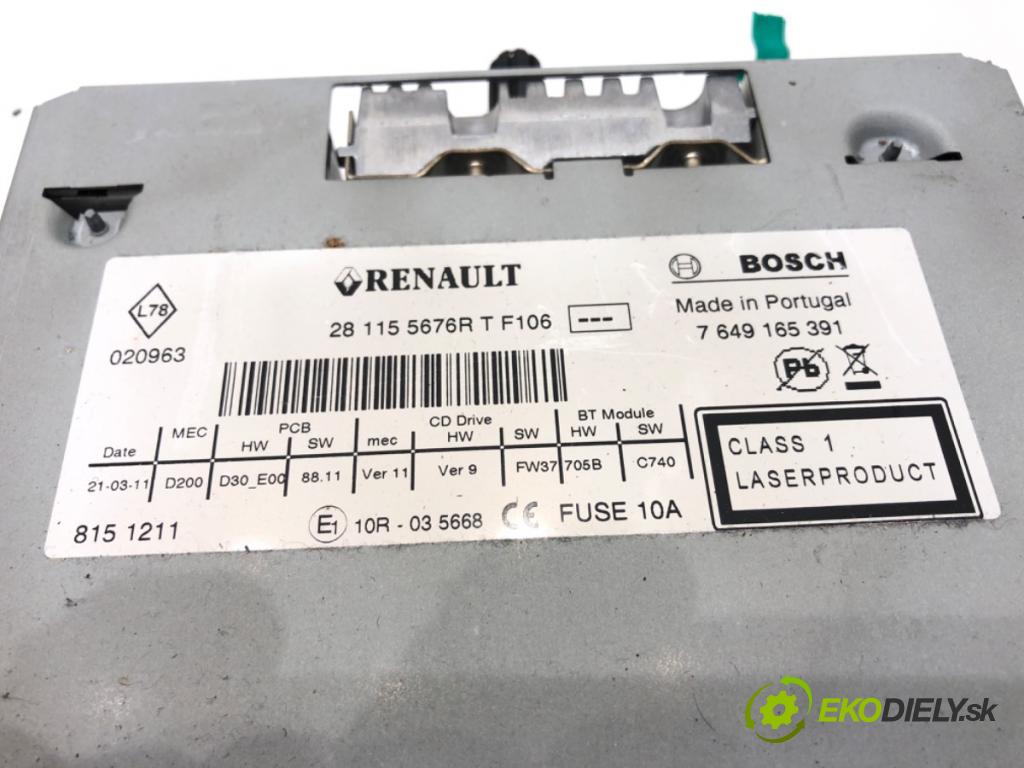 RENAULT
BOSCH
L78
020963
28 115 5676R T F106 ---
Made in Portugal
7 649 165 391
Pb
Date MEC PCB HW SW mec CD Drive HW SW BT Module HW SW
21-03-11 D200 D30_E00 88.11 Ver 11 Ver 9 FW37 705B C740
CLASS 1
LASERPRODUCT
815 1211
E1 10R - 03 5668 CE FUSE 10A
EKODIELY.sk